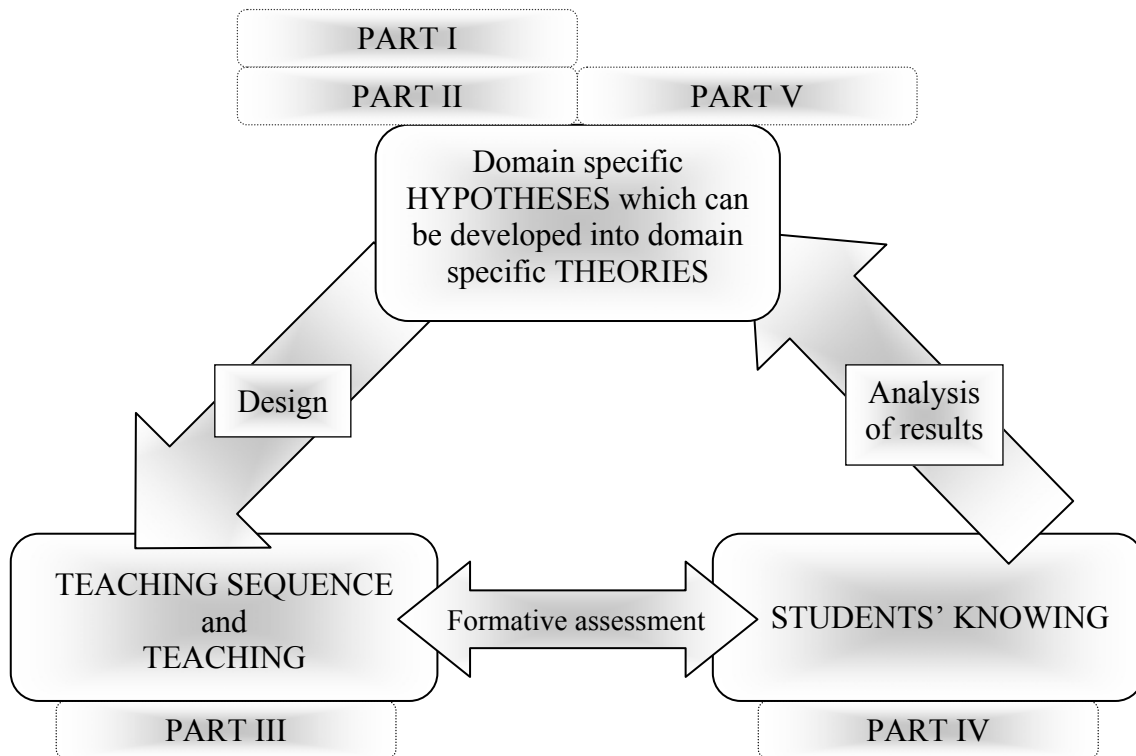 PART I
PART II
PART V
Domain specific
HYPOTHESES which can
be developed into domain
specific THEORIES
Design
Analysis
of results
TEACHING SEQUENCE
and
TEACHING
Formative assessment
STUDENTS’ KNOWING
PART III
PART IV